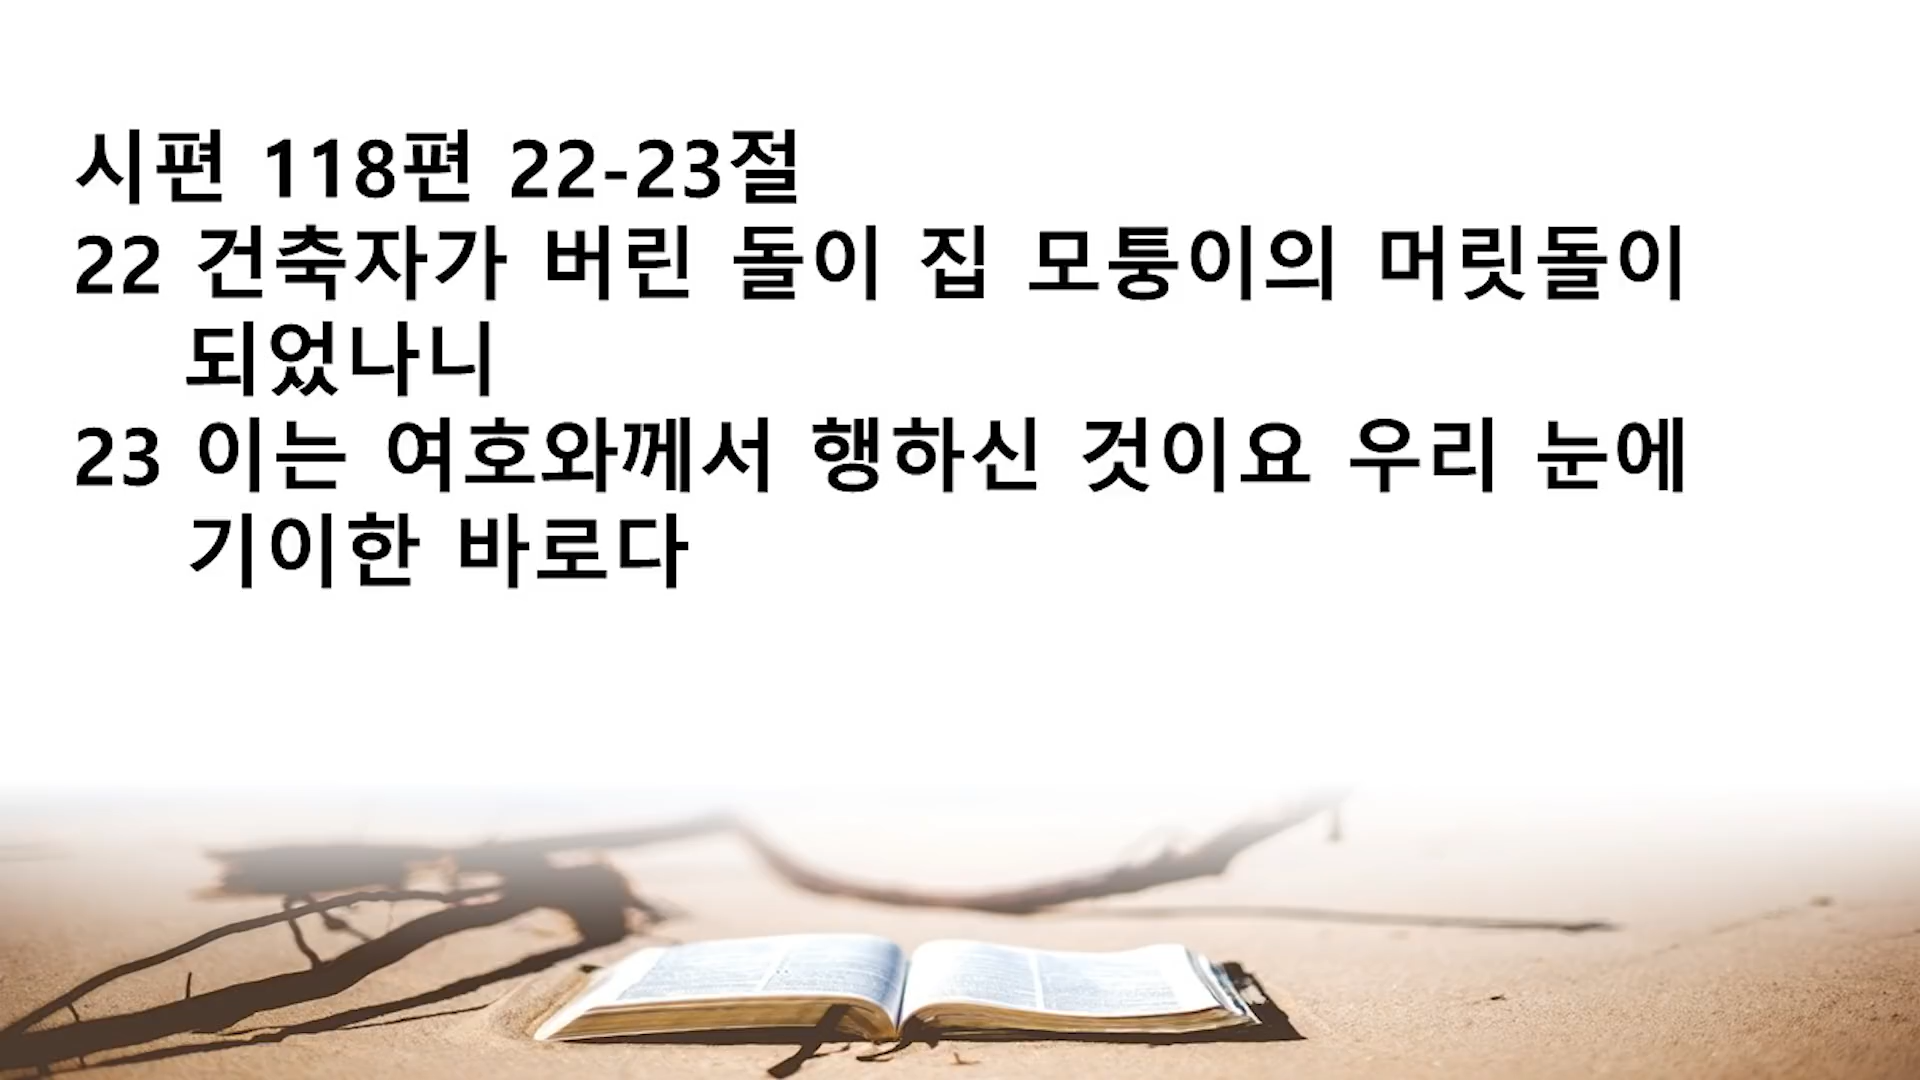 시편 118편 22-23절
22 건축자가 버린 돌이 집 모퉁이의 머릿돌이
되었나니
23 이는 여호와께서 행하신 것이요 우리 눈에
기이한 바로다